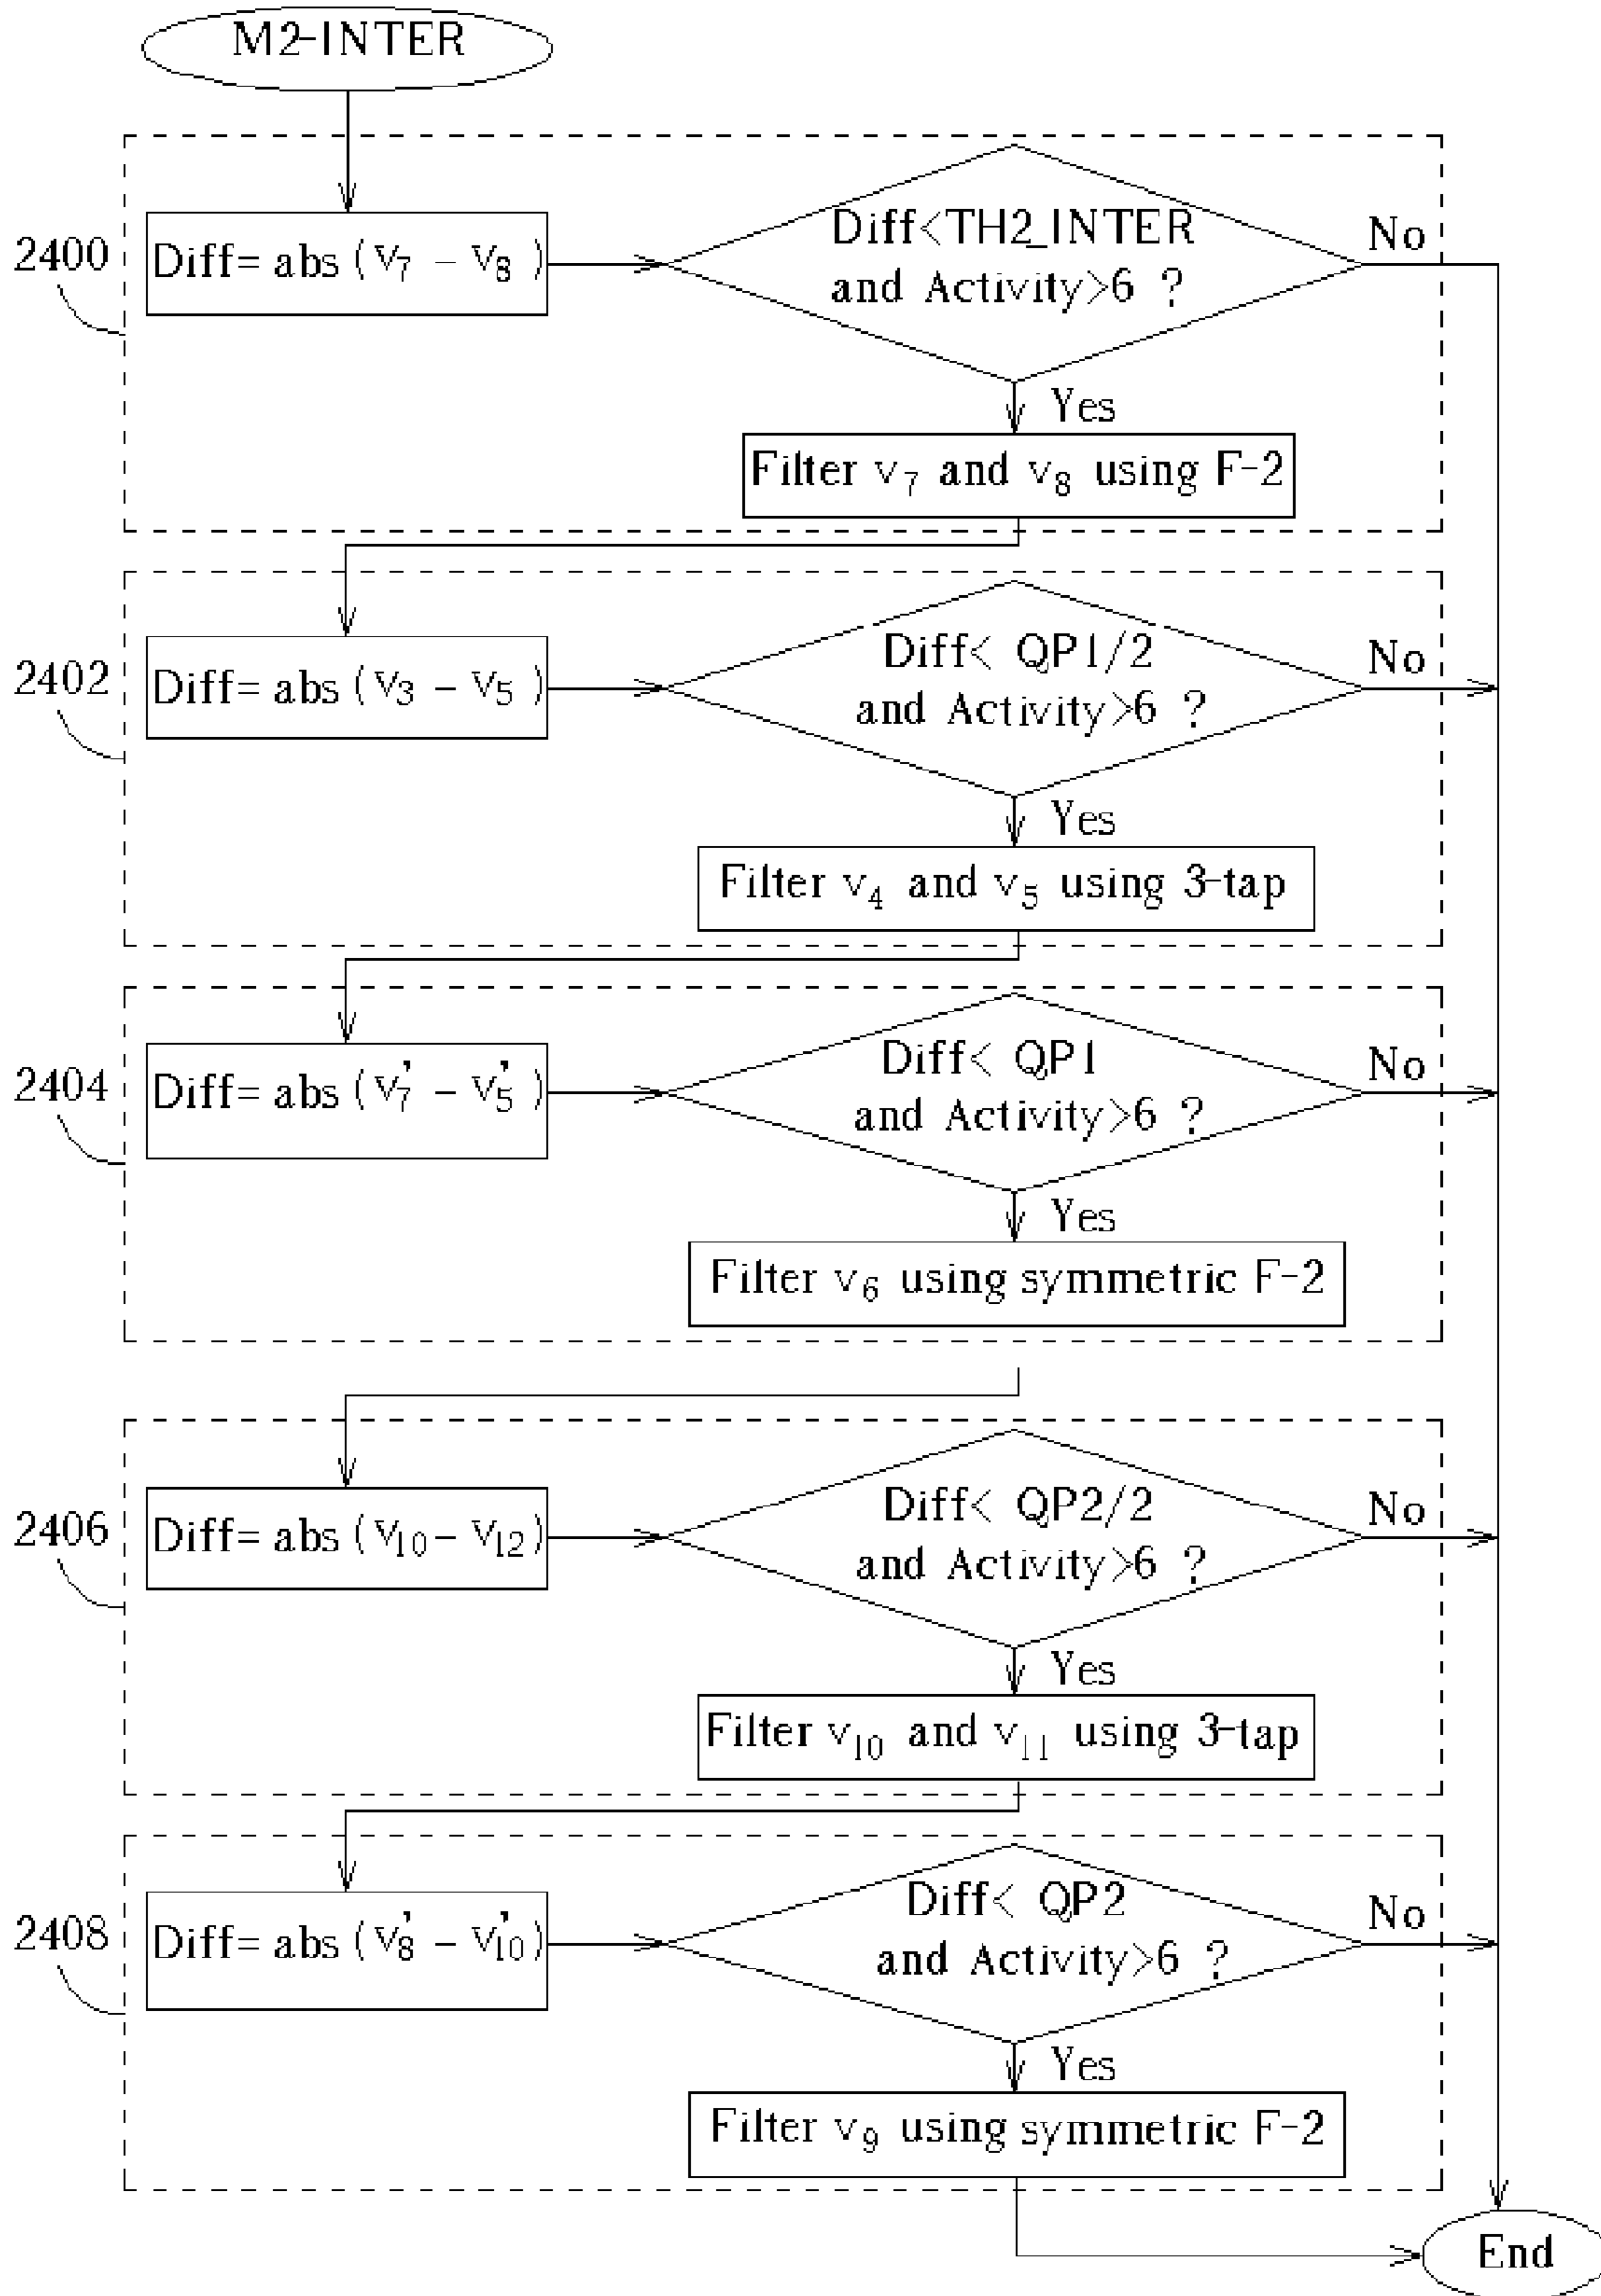 M2-INTER
2400
Diff= abs (v₇ - v₈ )
Diff<TH2_INTER
and Activity>6 ?
No
Yes
Filter v₇ and v₈ using F-2
2402
Diff= abs (v₃ - v₅ )
Diff< QP1/2
and Activity>6 ?
No
Yes
Filter v₄ and v₅ using 3-tap
2404
Diff= abs (v₇' - v₅' )
Diff< QP1
and Activity>6 ?
No
Yes
Filter v₆ using symmetric F-2
2406
Diff= abs (v₁₀ - v₁₂)
Diff< QP2/2
and Activity>6 ?
No
Yes
Filter v₁₀ and v₁₁ using 3-tap
2408
Diff= abs (v₈' - v₁₀')
Diff< QP2
and Activity>6 ?
No
Yes
Filter v₉ using symmetric F-2
End